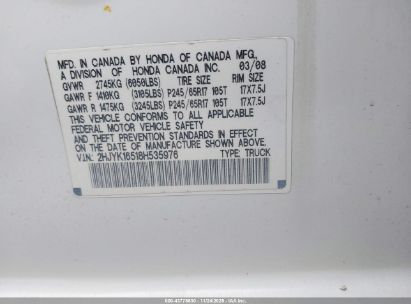 MFD. IN CANADA BY HONDA OF CANADA MFG.,
A DIVISION OF HONDA CANADA INC. 03/08
GVWR 2745KG(6050LBS) TIRE SIZE RIM SIZE
GAWR F 1410KG (3105LBS) P245/65R17 105T 17X7.5J
GAWR R 1475KG (3245LBS) P245/65R17 105T 17X7.5J
THIS VEHICLE CONFORMS TO ALL APPLICABLE
FEDERAL MOTOR VEHICLE SAFETY
AND THEFT PREVENTION STANDARDS IN EFFECT
ON THE DATE OF MANUFACTURE SHOWN ABOVE.
VIN: 2HJYK16518H535976 TYPE: TRUCK